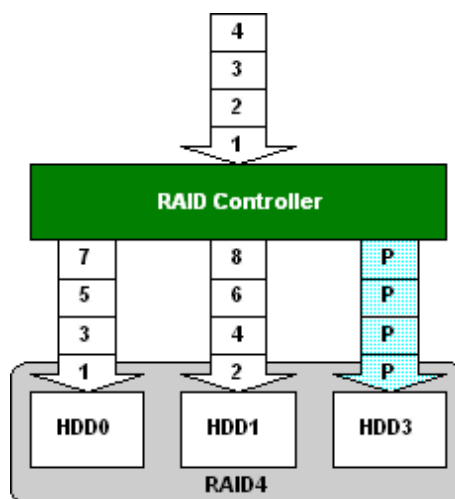 4
3
2
1
RAID Controller
7 8 P
5 6 P
3 4 P
1 2 P
HDD0 HDD1 HDD3
RAID4